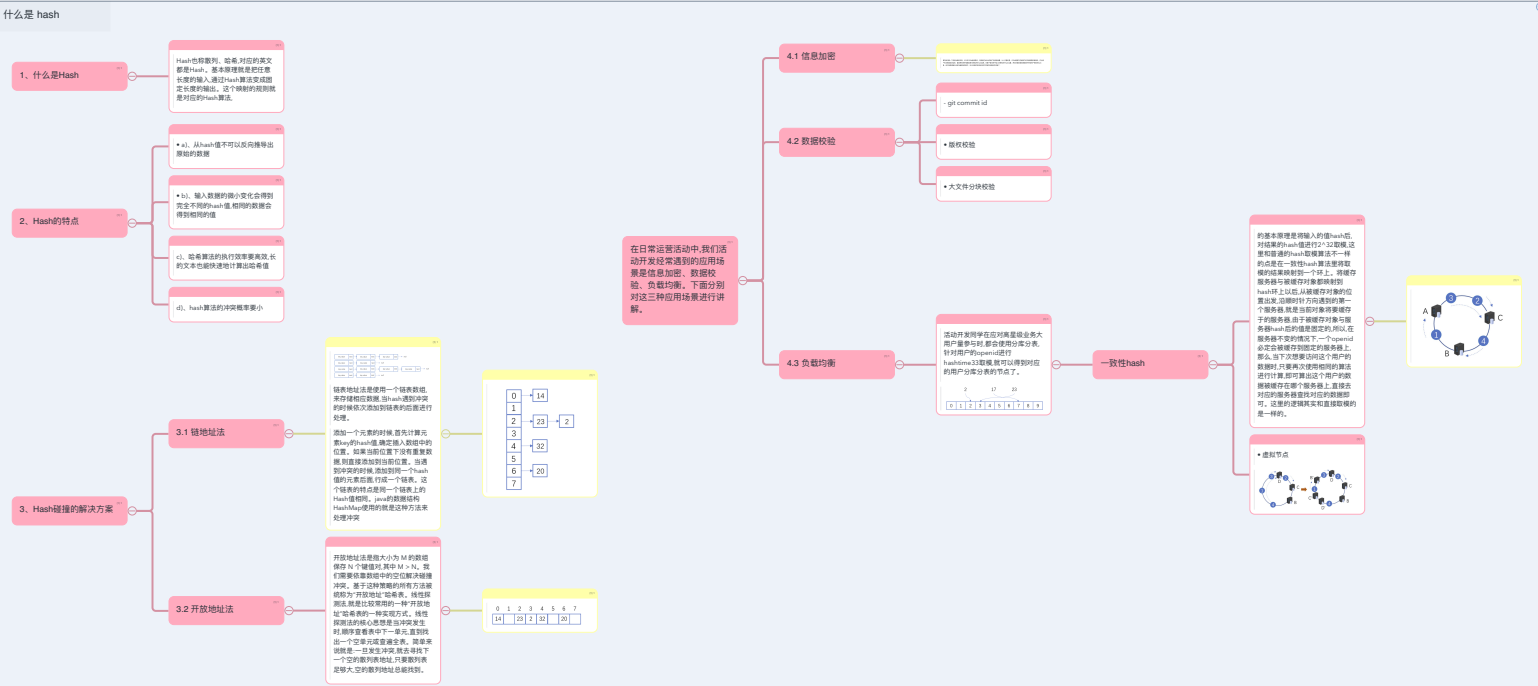 什么是 hash
1、什么是Hash
Hash也称散列、哈希,对应的英文
都是Hash。基本原理就是把任意
长度的输入,通过Hash算法变成固
定长度的输出。这个映射的规则就
是对应的Hash算法,
2、Hash的特点
• a)、从hash值不可以反向推导出
原始的数据
• b)、输入数据的微小变化会得到
完全不同的hash值,相同的数据会
得到相同的值
c)、哈希算法的执行效率要高效,长
的文本也能快速地计算出哈希值
d)、hash算法的冲突概率要小
3、Hash碰撞的解决方案
3.1 链地址法
链表地址法是使用一个链表数组,
来存储相应数据,当hash遇到冲突
的时候依次添加到链表的后面进行
处理。
添加一个元素的时候,首先计算元
素key的hash值,确定插入数组中的
位置。如果当前位置下没有重复数
据,则直接添加到当前位置。当遇
到冲突的时候,添加到同一个hash
值的元素后面,行成一个链表。这
个链表的特点是同一个链表上的
Hash值相同。java的数据结构
HashMap使用的就是这种方法来
处理冲突
0 14
1
2 23 2
3
4 32
5
6 20
7
3.2 开放地址法
开放地址法是指大小为 M 的数组
保存 N 个键值对,其中 M > N。我
们需要依靠数组中的空位解决碰撞
冲突。基于这种策略的所有方法被
统称为“开放地址”哈希表。线性探
测法,就是比较常用的一种“开放地
址”哈希表的一种实现方式。线性
探测法的核心思想是当冲突发生
时,顺序查看表中下一单元,直到找
出一个空单元或查遍全表。简单来
说就是:一旦发生冲突,就去寻找下
一个空的散列表地址,只要散列表
足够大,空的散列地址总能找到。
0 1 2 3 4 5 6 7
14 23 2 32 20
在日常运营活动中,我们活
动开发经常遇到的应用场
景是信息加密、数据校
验、负载均衡。下面分别
对这三种应用场景进行讲
解。
4.1 信息加密
4.2 数据校验
- git commit id
• 版权校验
• 大文件分块校验
4.3 负载均衡
活动开发同学在应对高星级业务大
用户量参与时,都会使用分库分表,
针对用户的openid进行
hashtime33取模,就可以得到对应
的用户分库分表的节点了。
2 17 23
0 1 2 3 4 5 6 7 8 9
一致性hash
的基本原理是将输入的值hash后,
对结果的hash值进行2^32取模,这
里和普通的hash取模算法不一样
的点是在一致性hash算法里将取
模的结果映射到一个环上。将缓存
服务器与被缓存对象都映射到
hash环上以后,从被缓存对象的位
置出发,沿顺时针方向遇到的第一
个服务器,就是当前对象将要缓存
于的服务器,由于被缓存对象与服
务器hash后的值是固定的,所以,在
服务器不变的情况下,一个openid
必定会被缓存到固定的服务器上,
那么,当下次想要访问这个用户的
数据时,只要再次使用相同的算法
进行计算,即可算出这个用户的数
据被缓存在哪个服务器上,直接去
对应的服务器查找对应的数据即
可。这里的逻辑其实和直接取模的
是一样的。
3 2
A C
1 4
B
• 虚拟节点